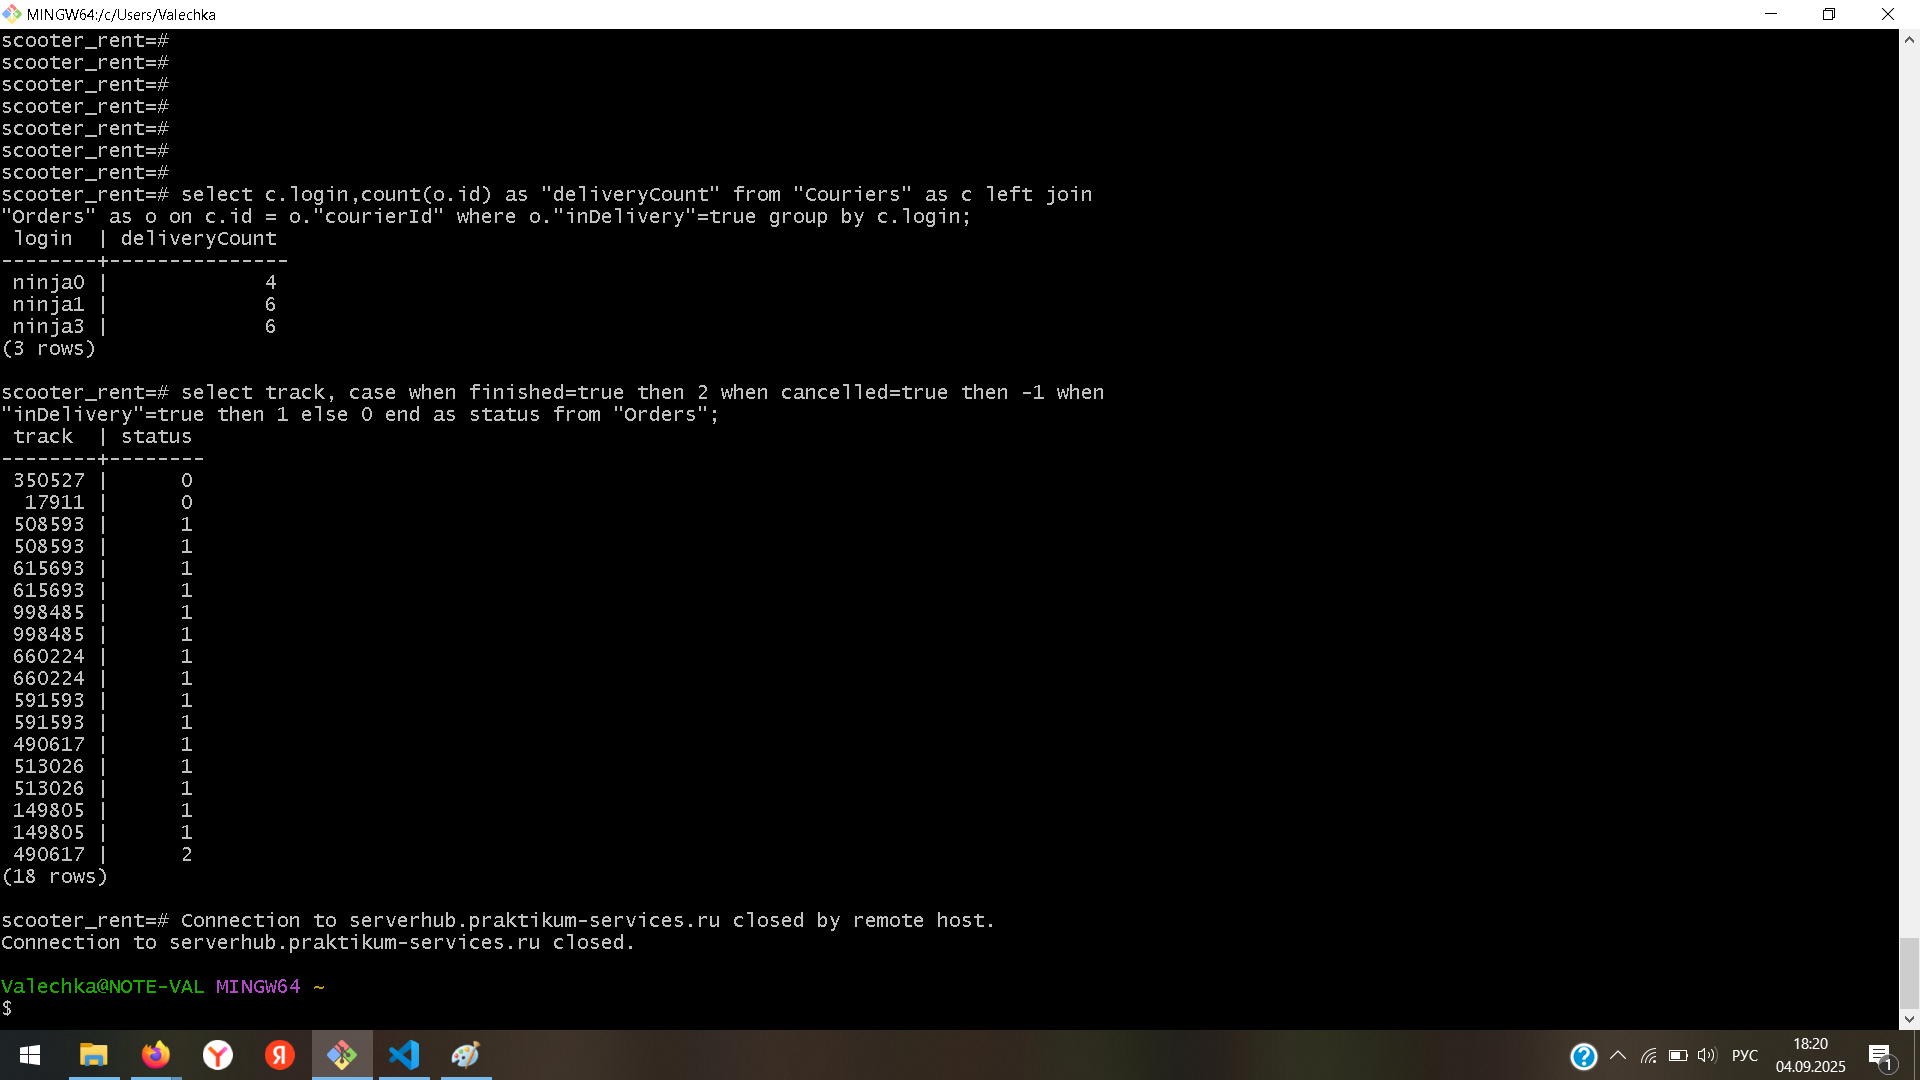 MINGW64:/c/Users/Valechka
scooter_rent=#
scooter_rent=#
scooter_rent=#
scooter_rent=#
scooter_rent=#
scooter_rent=#
scooter_rent=#
scooter_rent=# select c.login,count(o.id) as "deliveryCount" from "Couriers" as c left join
"Orders" as o on c.id = o."courierId" where o."inDelivery"=true group by c.login;
 login  | deliveryCount
--------+---------------
 ninja0 |             4
 ninja1 |             6
 ninja3 |             6
(3 rows)
scooter_rent=# select track, case when finished=true then 2 when cancelled=true then -1 when
"inDelivery"=true then 1 else 0 end as status from "Orders";
 track  | status
--------+--------
 350527 |      0
  17911 |      0
 508593 |      1
 508593 |      1
 615693 |      1
 615693 |      1
 998485 |      1
 998485 |      1
 660224 |      1
 660224 |      1
 591593 |      1
 591593 |      1
 490617 |      1
 513026 |      1
 513026 |      1
 149805 |      1
 149805 |      1
 490617 |      2
(18 rows)
scooter_rent=# Connection to serverhub.praktikum-services.ru closed by remote host.
Connection to serverhub.praktikum-services.ru closed.
Valechka@NOTE-VAL MINGW64 ~
$
Y
Я
?
РУС
18:20
04.09.2025
1